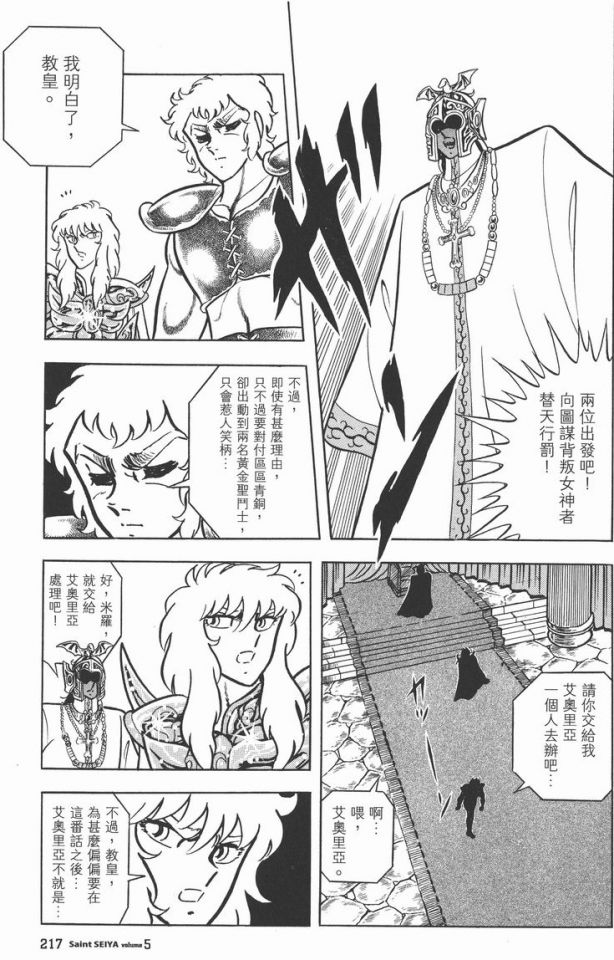 兩位出發吧！
向圖謀背叛女神者
替天行罰！
我明白了，
教皇。
不過，
即使有甚麼理由，
只不過要對付區區青銅，
卻出動到兩名黃金聖鬥士，
只會惹人笑柄…
請你交給我
艾奧里亞
一個人去辦吧…
啊…
喂，
艾奧里亞。
好，米羅，
就交給
艾奧里亞
處理吧！
不過，教皇，
為甚麼偏偏要在
這番話之後…
艾奧里亞不就是…
217 Saint SEIYA volume 5